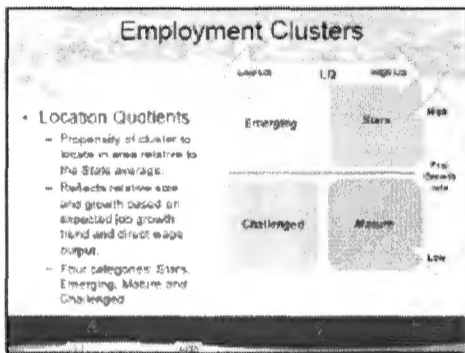 Employment Clusters
LQ
• Location Quotients
High
Emerging
Stars
– Propensity of cluster to
locate in area relative to
the State average.
– Reflects relative size
and growth based on
expected job growth
trend and direct wage
output.
Challenged
Mature
– Four categories: Stars,
Emerging, Mature and
Challenged
Low